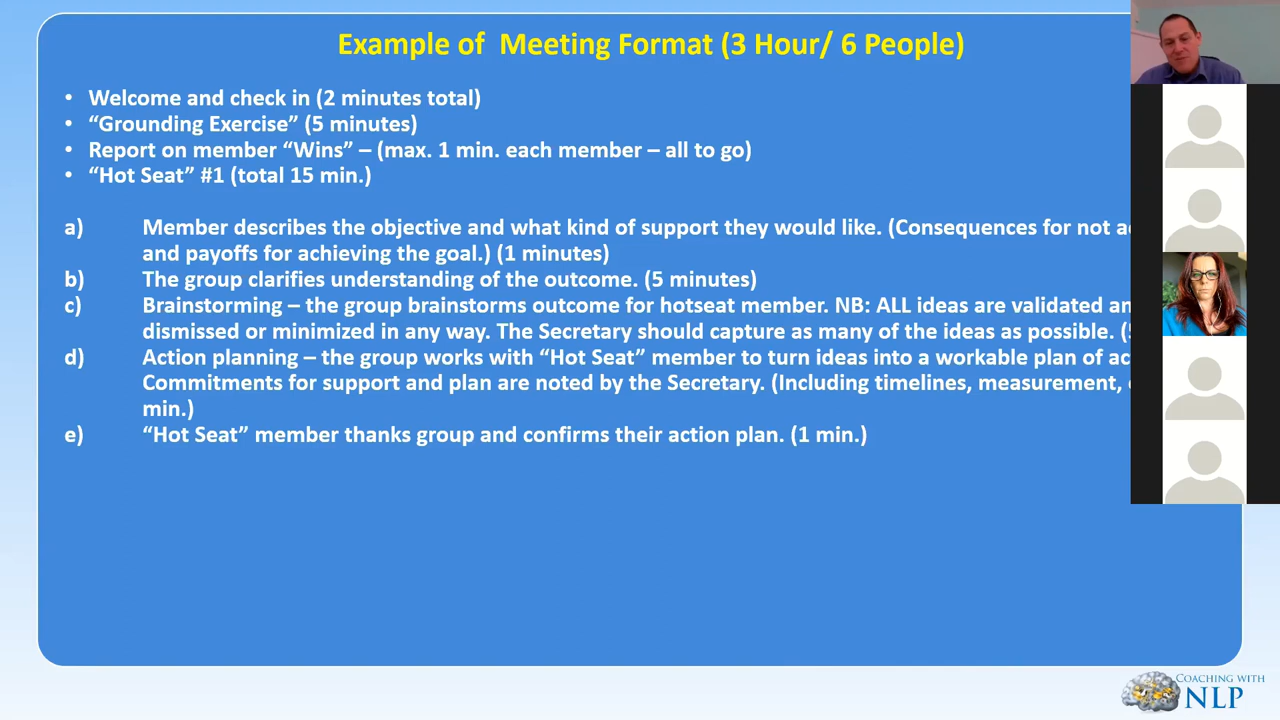 Example of  Meeting Format (3 Hour/ 6 People)
• Welcome and check in (2 minutes total)
• “Grounding Exercise” (5 minutes)
• Report on member “Wins” – (max. 1 min. each member – all to go)
• “Hot Seat” #1 (total 15 min.)
a) Member describes the objective and what kind of support they would like. (Consequences for not
and payoffs for achieving the goal.) (1 minutes)
b) The group clarifies understanding of the outcome. (5 minutes)
c) Brainstorming – the group brainstorms outcome for hotseat member. NB: ALL ideas are validated
dismissed or minimized in any way. The Secretary should capture as many of the ideas as possible.
d) Action planning – the group works with “Hot Seat” member to turn ideas into a workable plan of
Commitments for support and plan are noted by the Secretary. (Including timelines, measurement,
min.)
e) “Hot Seat” member thanks group and confirms their action plan. (1 min.)
COACHING WITH
NLP